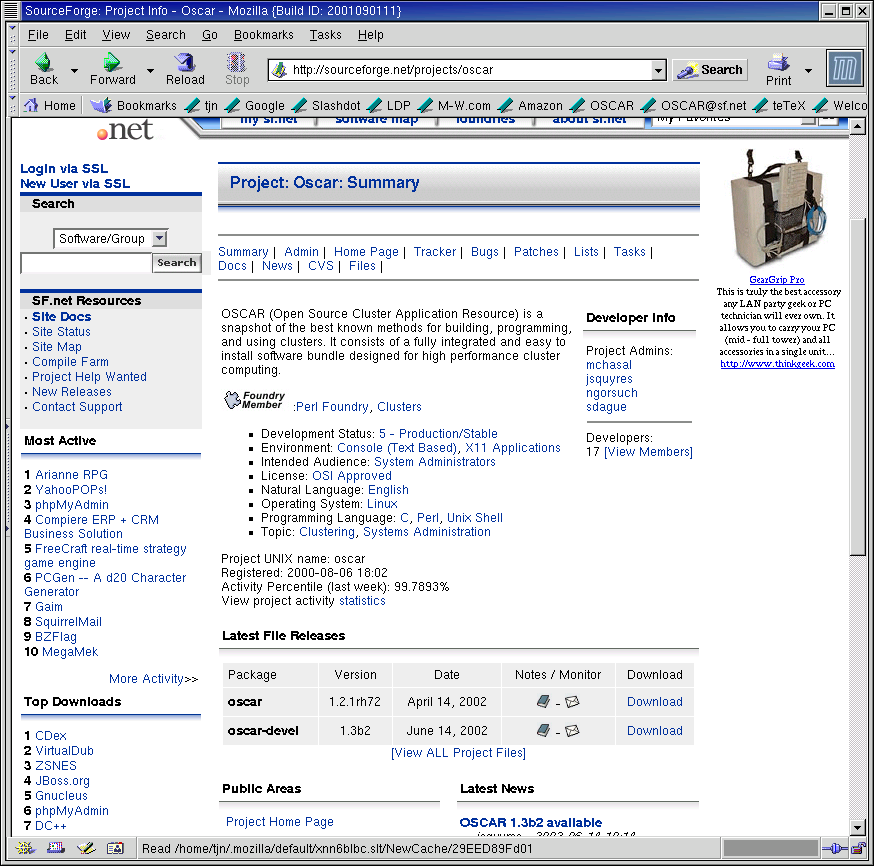 SourceForge: Project Info - Oscar - Mozilla {Build ID: 2001090111}
File Edit View Search Go Bookmarks Tasks Help
Back Forward Reload Stop http://sourceforge.net/projects/oscar Search Print
Home Bookmarks tjn Google Slashdot LDP M-W.com Amazon OSCAR OSCAR@sf.net teTeX Welco
.net my sf.net software map foundries about sf.net My Favorites
Login via SSL
New User via SSL
Search
Software/Group
Search
SF.net Resources
· Site Docs
· Site Status
· Site Map
· Compile Farm
· Project Help Wanted
· New Releases
· Contact Support
Most Active
1 Arianne RPG
2 YahooPOPs!
3 phpMyAdmin
4 Compiere ERP + CRM
Business Solution
5 FreeCraft real-time strategy
game engine
6 PCGen -- A d20 Character
Generator
7 Gaim
8 SquirrelMail
9 BZFlag
10 MegaMek
More Activity>>
Top Downloads
1 CDex
2 VirtualDub
3 ZSNES
4 JBoss.org
5 Gnucleus
6 phpMyAdmin
7 DC++
Project: Oscar: Summary
Summary | Admin | Home Page | Tracker | Bugs | Patches | Lists | Tasks |
Docs | News | CVS | Files |
OSCAR (Open Source Cluster Application Resource) is a
snapshot of the best known methods for building, programming,
and using clusters. It consists of a fully integrated and easy to
install software bundle designed for high performance cluster
computing.
Foundry
Member :Perl Foundry, Clusters
Development Status: 5 - Production/Stable
Environment: Console (Text Based), X11 Applications
Intended Audience: System Administrators
License: OSI Approved
Natural Language: English
Operating System: Linux
Programming Language: C, Perl, Unix Shell
Topic: Clustering, Systems Administration
Project UNIX name: oscar
Registered: 2000-08-06 18:02
Activity Percentile (last week): 99.7893%
View project activity statistics
Developer Info
Project Admins:
mchasal
jsquyres
ngorsuch
sdague
Developers:
17 [View Members]
Latest File Releases
Package Version Date Notes / Monitor Download
oscar 1.2.1rh72 April 14, 2002 - Download
oscar-devel 1.3b2 June 14, 2002 - Download
[View ALL Project Files]
Public Areas
Project Home Page
Latest News
OSCAR 1.3b2 available
GearGrip Pro
This is truly the best accessory
any LAN party geek or PC
technician will ever own. It
allows you to carry your PC
(mid - full tower) and all
accessories in a single unit...
http://www.thinkgeek.com
Read /home/tjn/.mozilla/default/xnn6blbc.slt/NewCache/29EED89Fd01